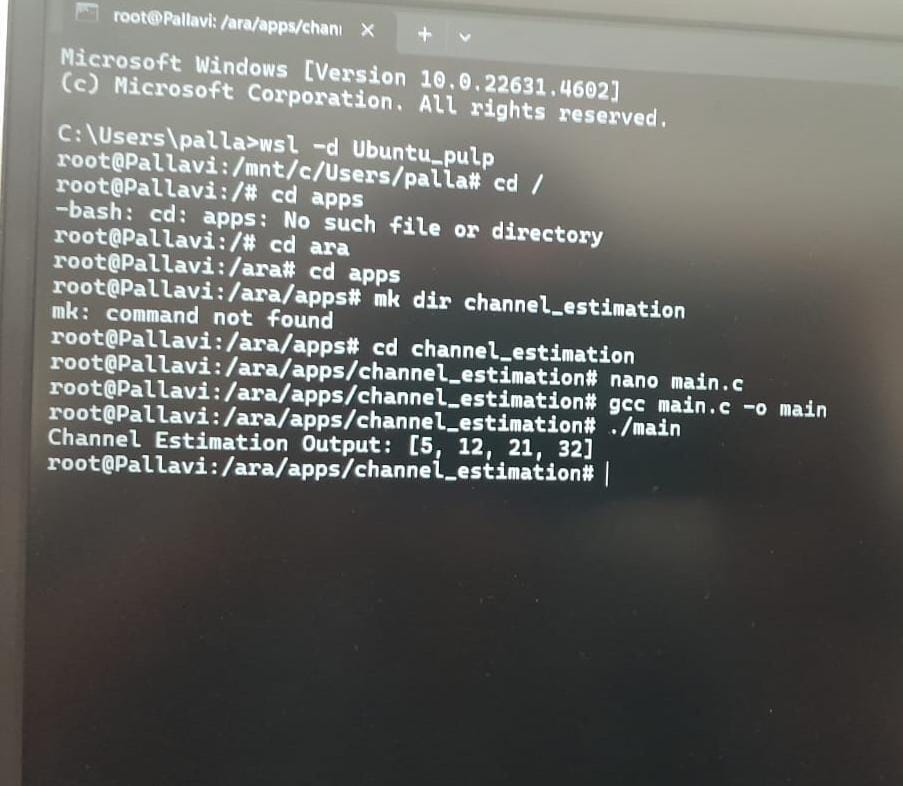 root@Pallavi: /ara/apps/chan
Microsoft Windows [Version 10.0.22631.4602]
(c) Microsoft Corporation. All rights reserved.
C:\Users\palla>wsl -d Ubuntu_pulp
root@Pallavi:/mnt/c/Users/palla# cd /
root@Pallavi:/# cd apps
-bash: cd: apps: No such file or directory
root@Pallavi:/# cd ara
root@Pallavi:/ara# cd apps
root@Pallavi:/ara/apps# mk dir channel_estimation
mk: command not found
root@Pallavi:/ara/apps# cd channel_estimation
root@Pallavi:/ara/apps/channel_estimation# nano main.c
root@Pallavi:/ara/apps/channel_estimation# gcc main.c -o main
root@Pallavi:/ara/apps/channel_estimation# ./main
Channel Estimation Output: [5, 12, 21, 32]
root@Pallavi:/ara/apps/channel_estimation#